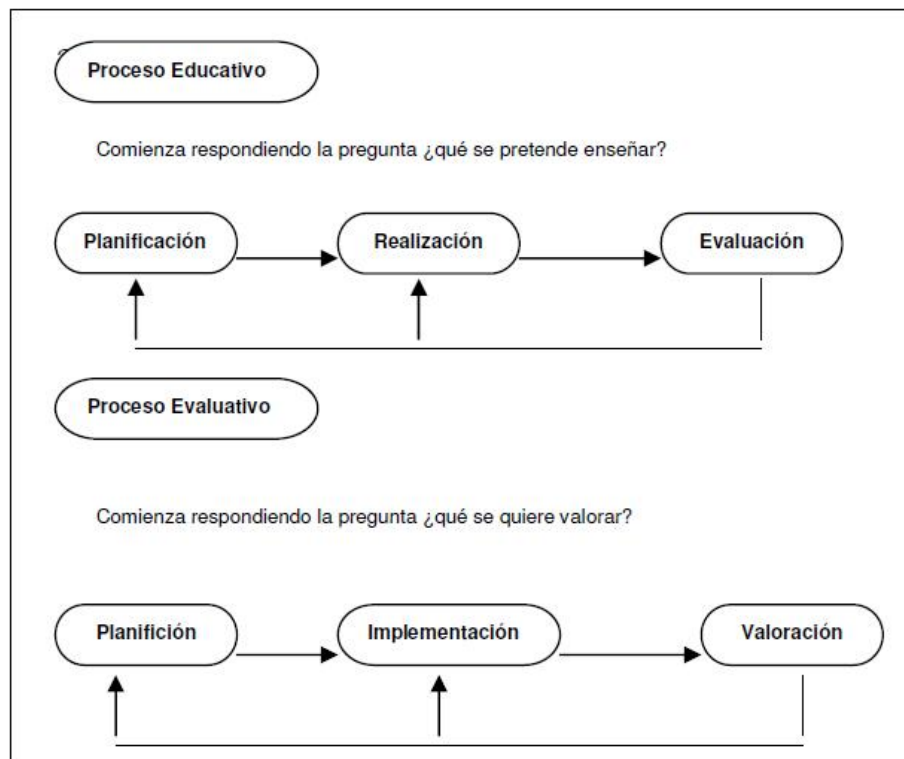 Proceso Educativo
Comienza respondiendo la pregunta ¿qué se pretende enseñar?
Planificación
Realización
Evaluación
Proceso Evaluativo
Comienza respondiendo la pregunta ¿qué se quiere valorar?
Planifición
Implementación
Valoración